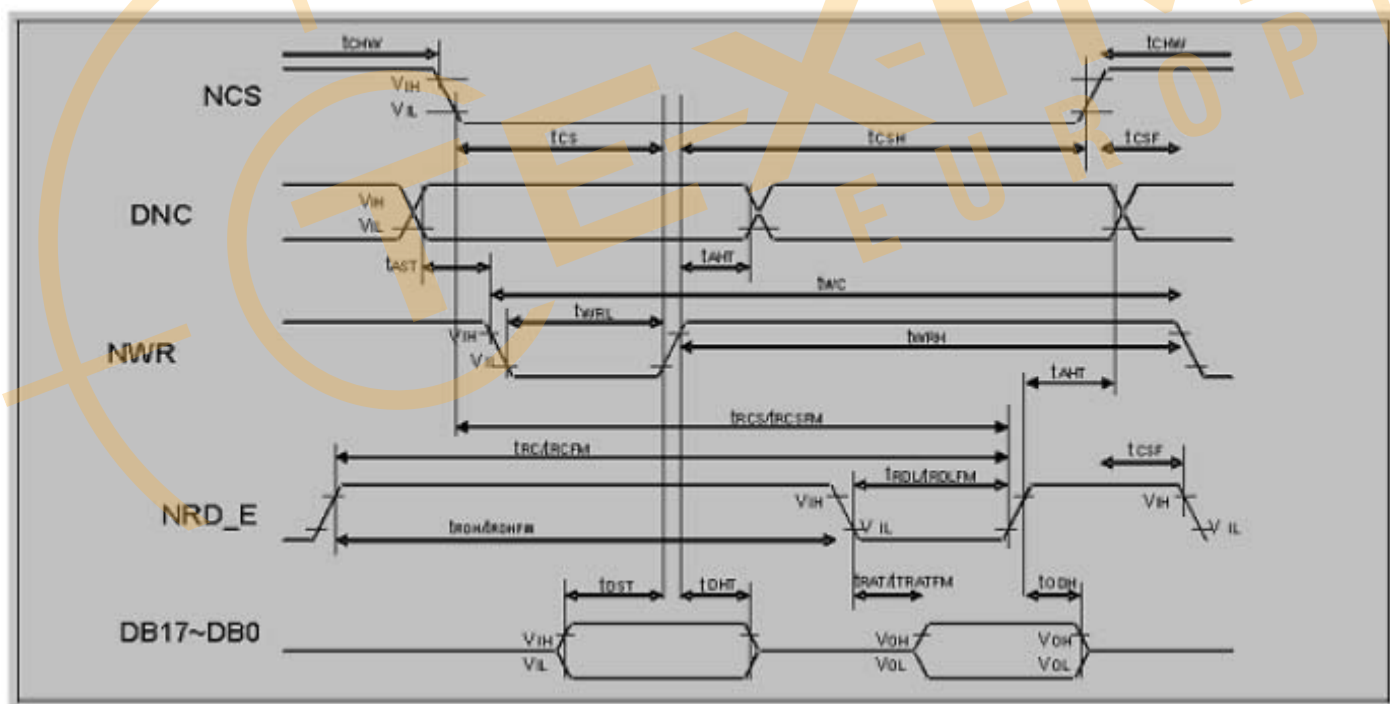 tCHW tCHW
NCS VIH
VIL
tCS tCSH tCSF
DNC VIH
VIL
tAST tAHT
tWC
tWRL
NWR VIH
VIL
tWRH
tAHT
tRCS/tRCSFM
tRC/tRCFM tCSF
tRDL/tRDLFM
NRD_E VIH VIH
VIL VIL
tRDH/tRDHFM
tDST tDHT tRAT/tTRATFM tODH
DB17~DB0 VIH VOH VOH
VIL VOL VOL
EUROP